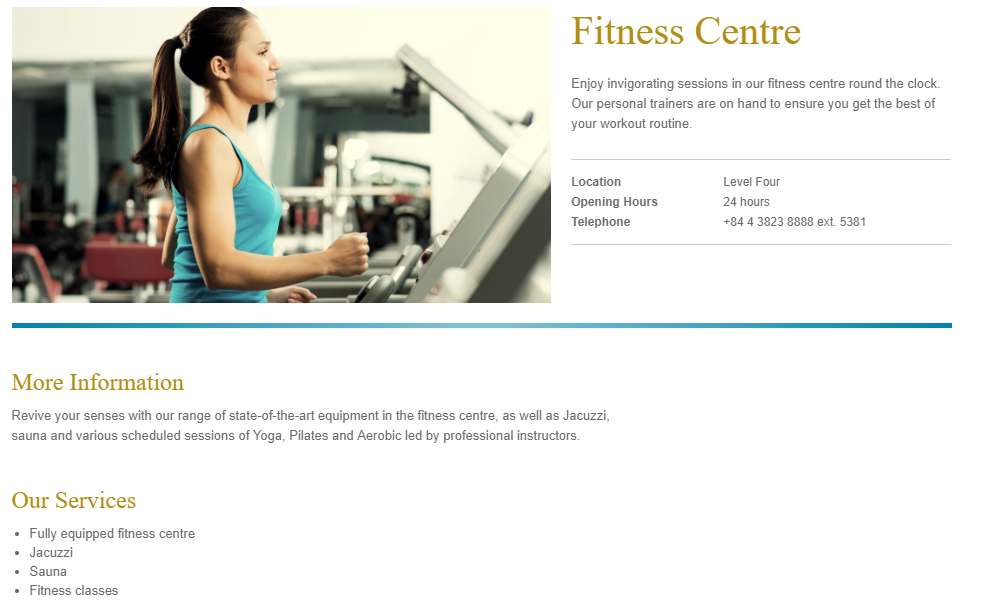 Fitness Centre
Enjoy invigorating sessions in our fitness centre round the clock.
Our personal trainers are on hand to ensure you get the best of
your workout routine.
Location Level Four
Opening Hours 24 hours
Telephone +84 4 3823 8888 ext. 5381
More Information
Revive your senses with our range of state-of-the-art equipment in the fitness centre, as well as Jacuzzi,
sauna and various scheduled sessions of Yoga, Pilates and Aerobic led by professional instructors.
Our Services
• Fully equipped fitness centre
• Jacuzzi
• Sauna
• Fitness classes